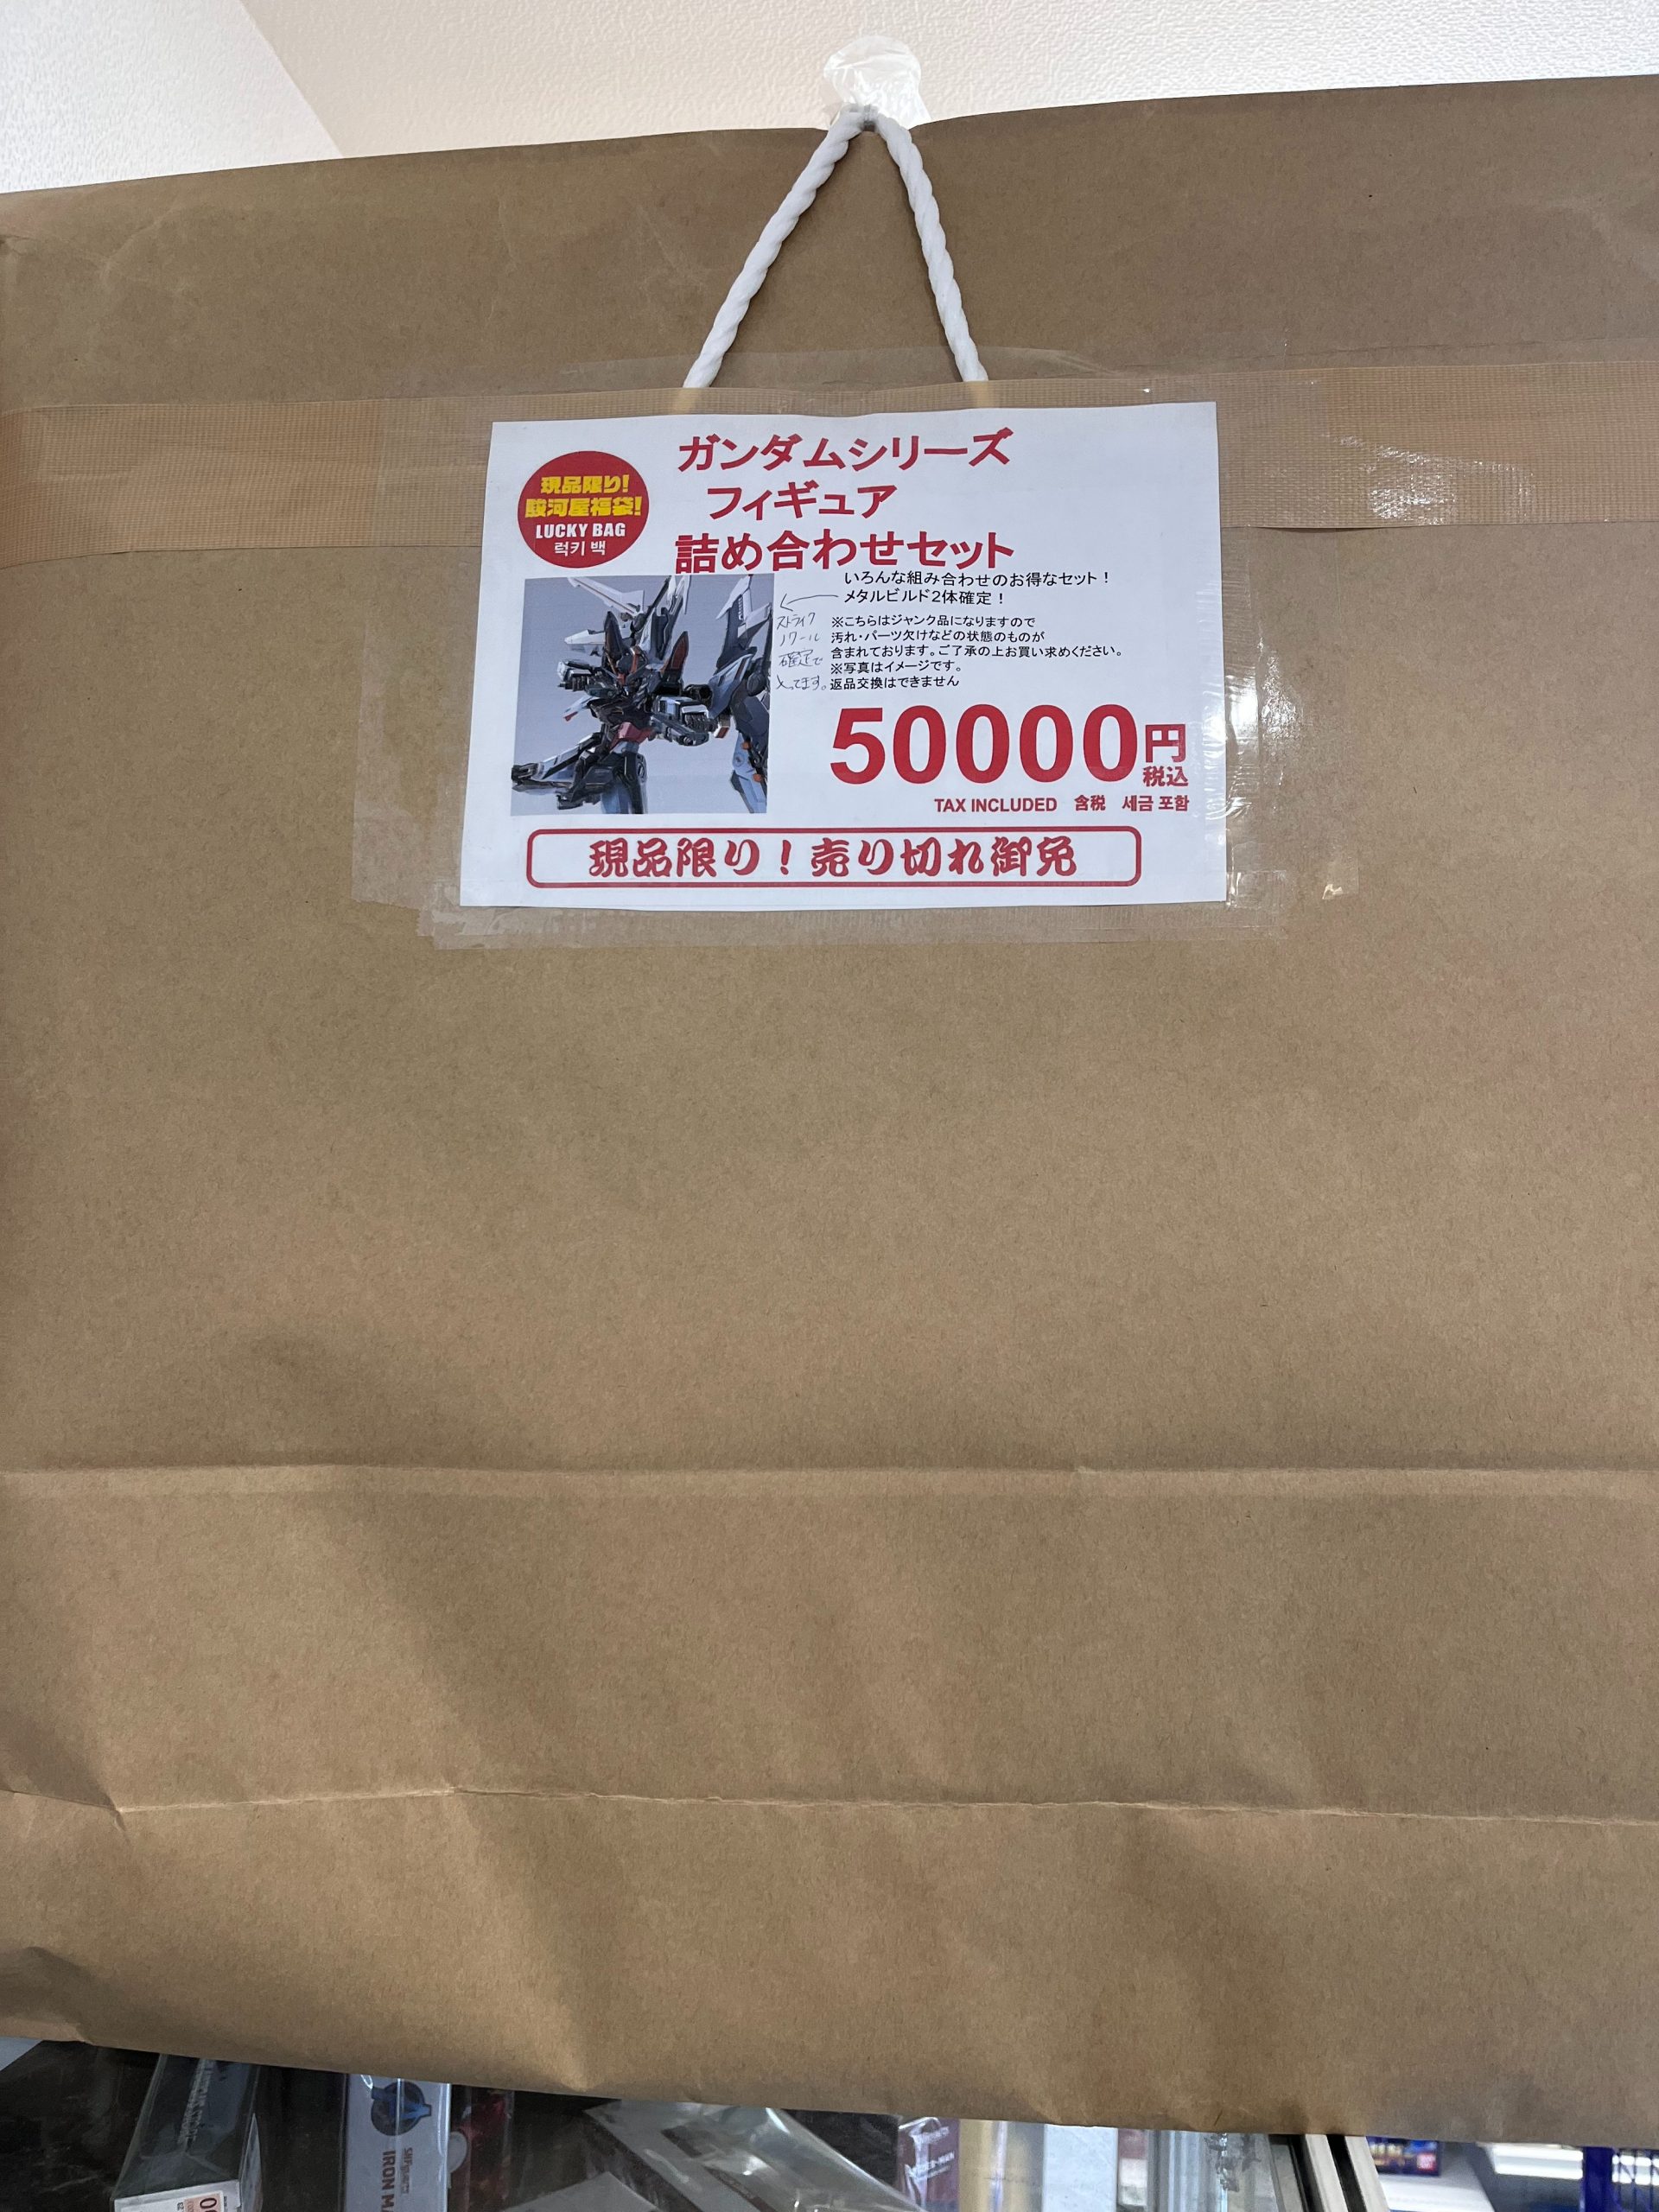 現品限り!
駿河屋福袋!
LUCKY BAG
럭키 백
ガンダムシリーズ
フィギュア
詰め合わせセット
いろんな組み合わせのお得なセット!
メタルビルド2体確定!
ストライク
ノワール
確定で
入ってます。
※こちらはジャンク品になりますので
汚れ・パーツ欠けなどの状態のものが
含まれております。ご了承の上お買い求めください。
※写真はイメージです。
返品交換はできません
50000円
税込
TAX INCLUDED 含税 세금 포함
現品限り!売り切れ御免
IRON M